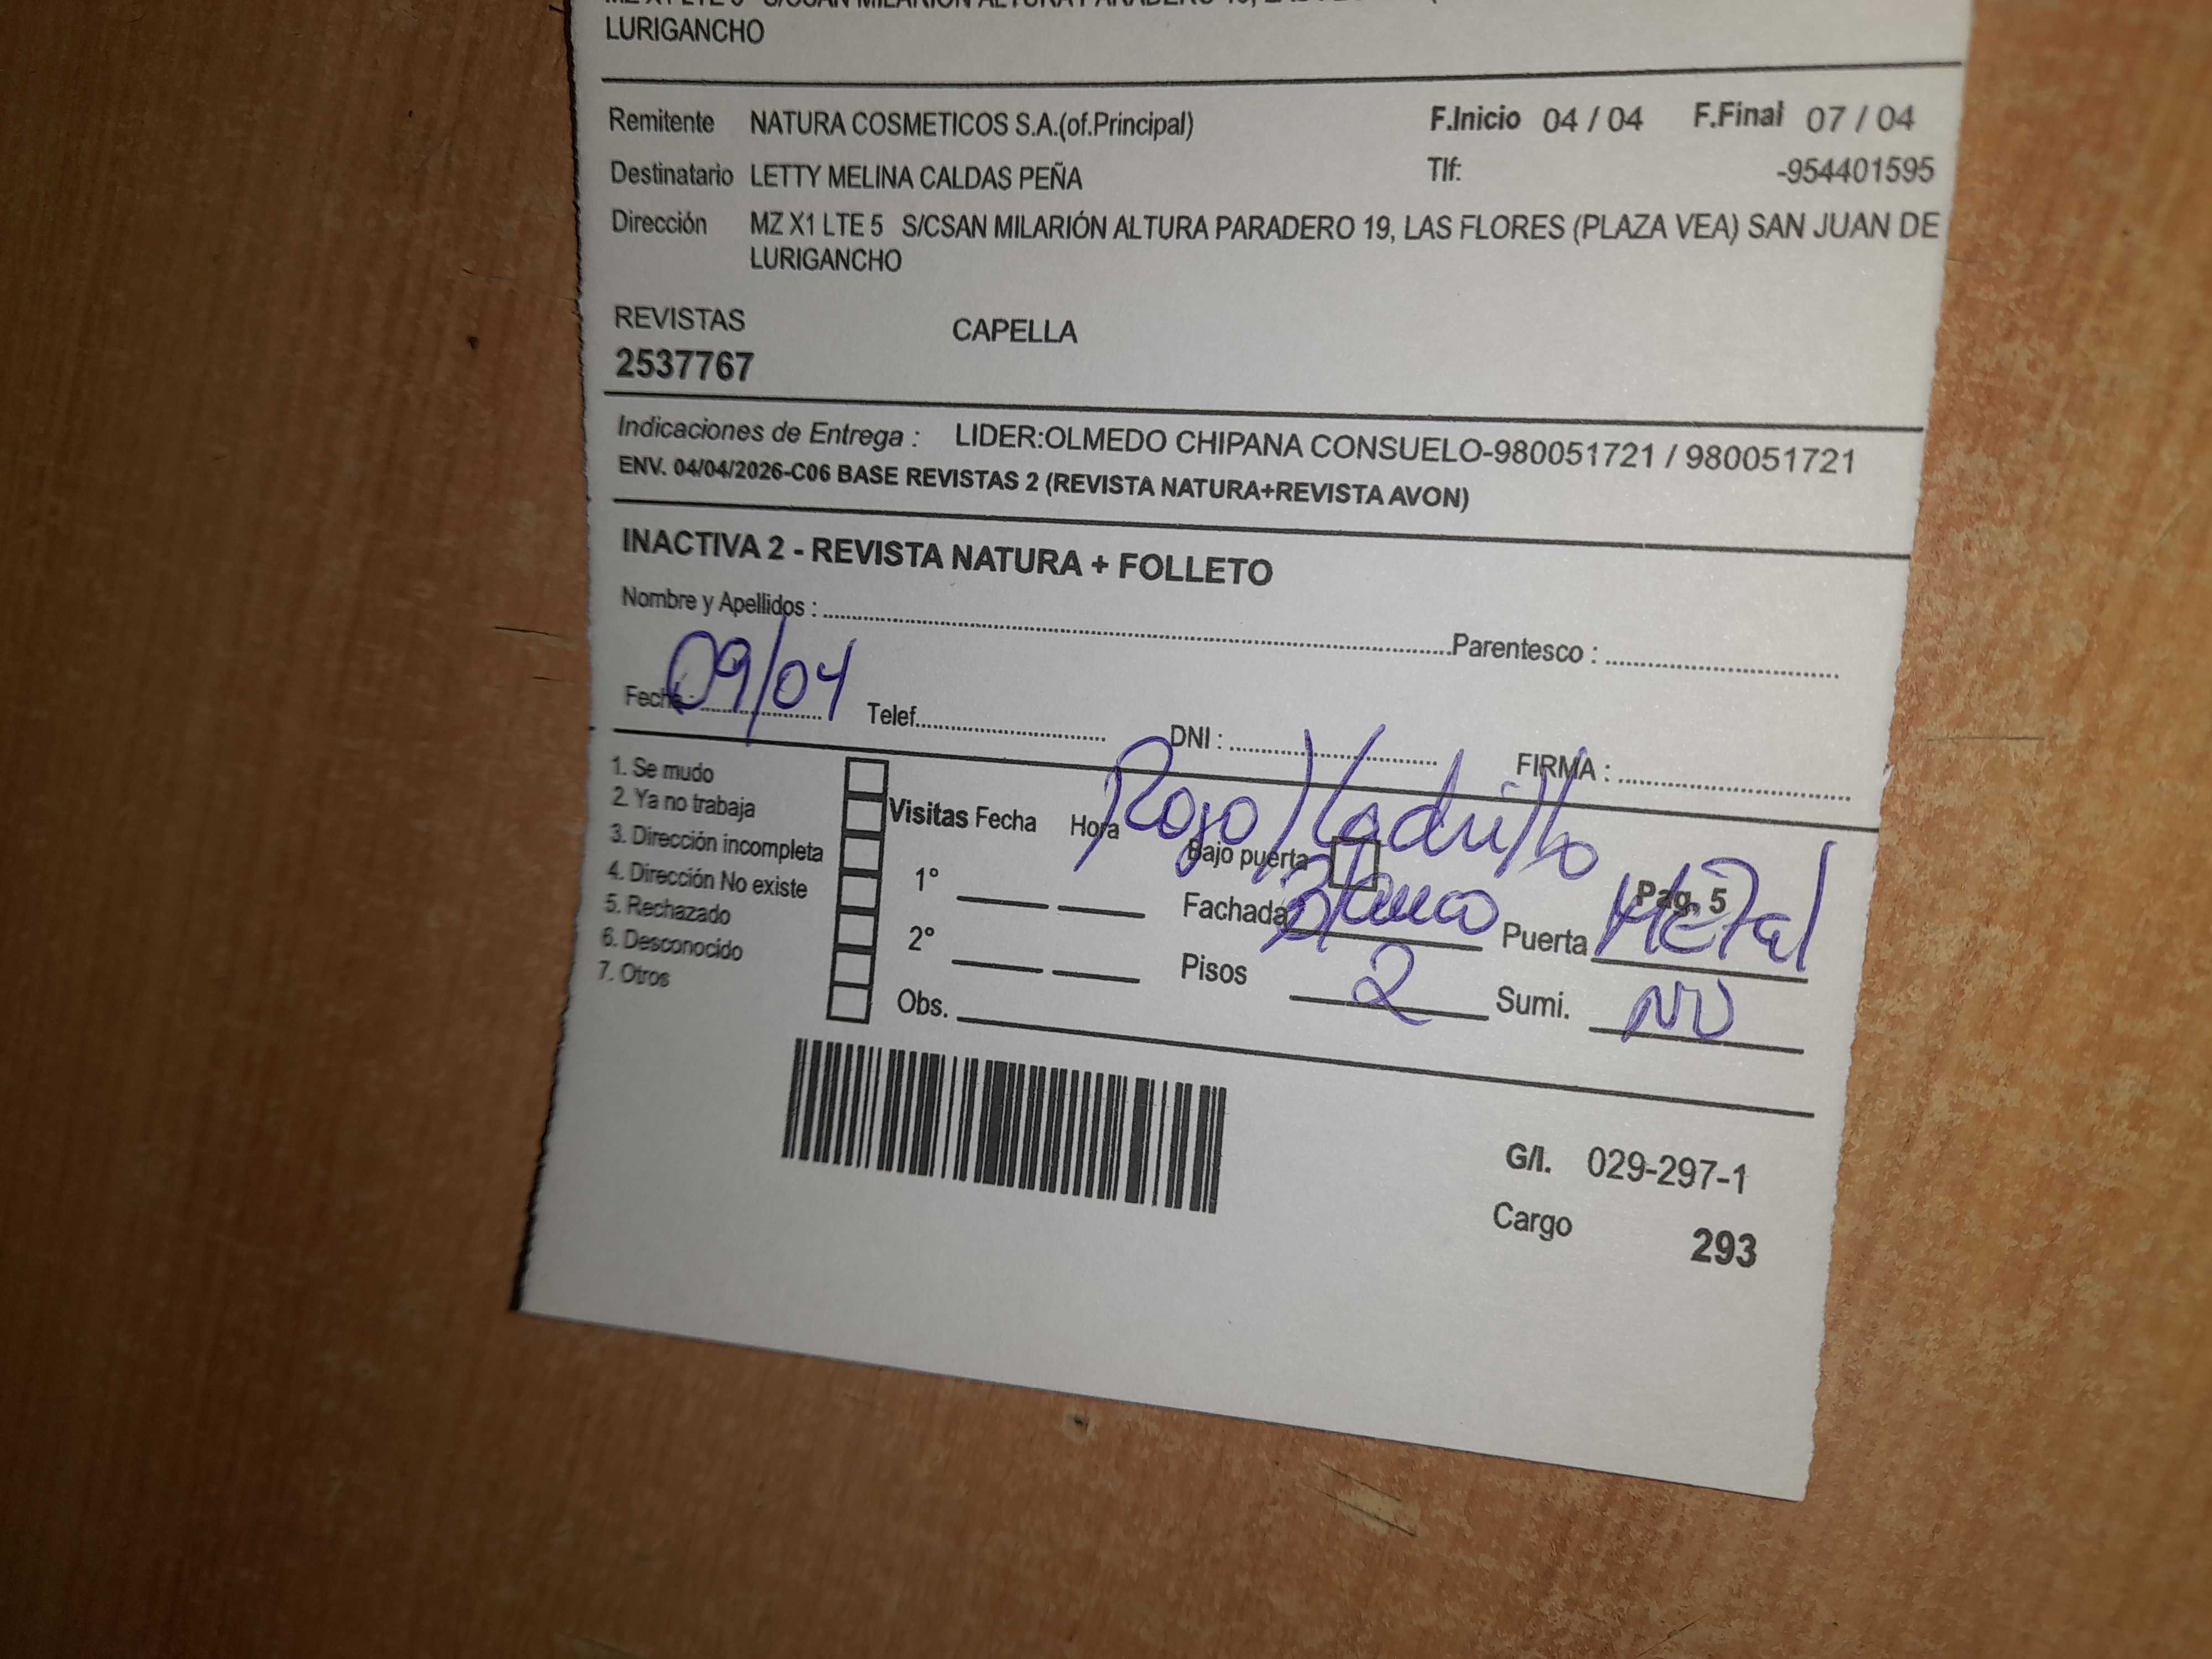 LURIGANCHO
Remitente NATURA COSMETICOS S.A.(of.Principal) F.Inicio 04 / 04 F.Final 07 / 04
Destinatario LETTY MELINA CALDAS PEÑA Tlf: -954401595
Dirección MZ X1 LTE 5 S/CSAN MILARIÓN ALTURA PARADERO 19, LAS FLORES (PLAZA VEA) SAN JUAN DE
LURIGANCHO
REVISTAS CAPELLA
2537767
Indicaciones de Entrega : LIDER:OLMEDO CHIPANA CONSUELO-980051721 / 980051721
ENV. 04/04/2026-C06 BASE REVISTAS 2 (REVISTA NATURA+REVISTA AVON)
INACTIVA 2 - REVISTA NATURA + FOLLETO
Nombre y Apellidos : Parentesco :
Fecha : 09/04 Telef. DNI : FIRMA :
1. Se mudo
2. Ya no trabaja
3. Dirección incompleta
4. Dirección No existe
5. Rechazado
6. Desconocido
7. Otros
Visitas Fecha Hora Rojo/Ladrillo
Bajo puerta Pag. 5
1° Fachada Blanco Puerta Metal
2° Pisos 2 Sumi. NO
Obs.
G/I. 029-297-1
Cargo 293